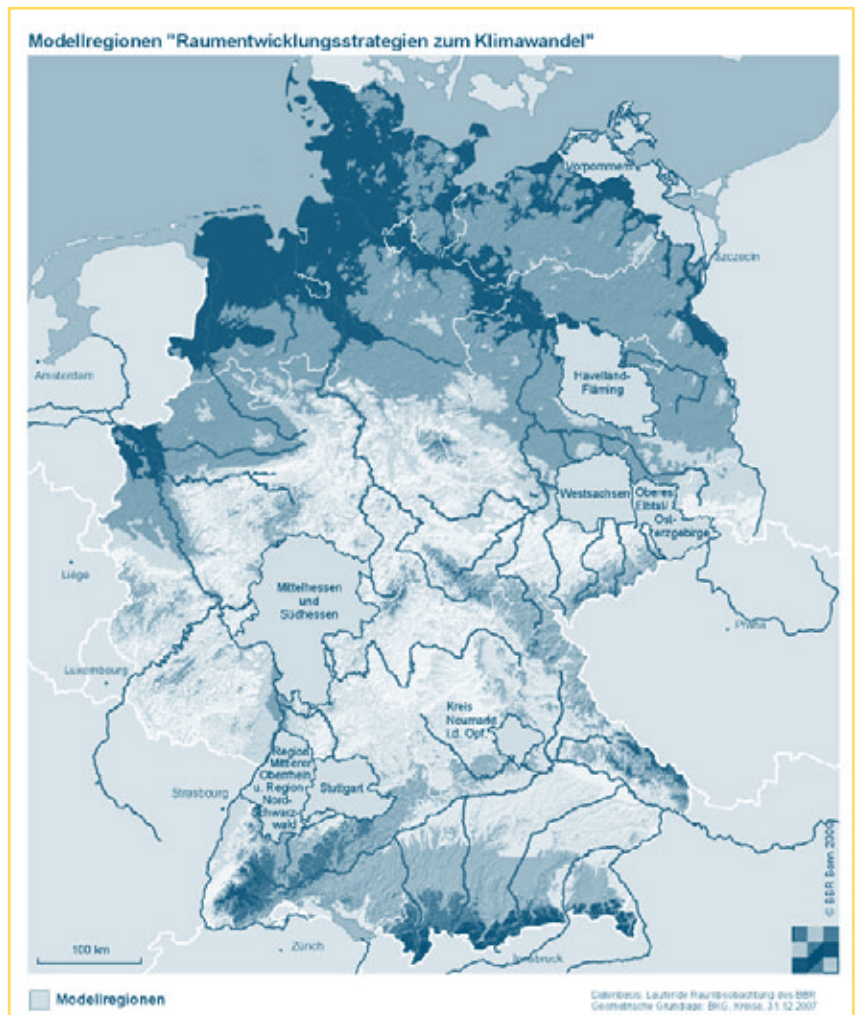 Modellregionen "Raumentwicklungsstrategien zum Klimawandel"
Vorpommern
Szczecin
Amsterdam
Havelland-
Fläming
Westsachsen
Oberes
Elbtal/
Ost-
erzgebirge
Liège
Mittelhessen
und
Südhessen
Praha
Luxembourg
Kreis
Neumarkt
i.d. Opf.
Region
Mittlerer
Oberrhein
u. Region
Nord-
Schwarz-
wald
Stuttgart
Strasbourg
© BBR Bonn 2009
100 km
Zürich
Innsbruck
Modellregionen
Datenbasis: Laufende Raumbeobachtung des BBR
Geometrische Grundlage: BKG, Kreise, 31.12.2007